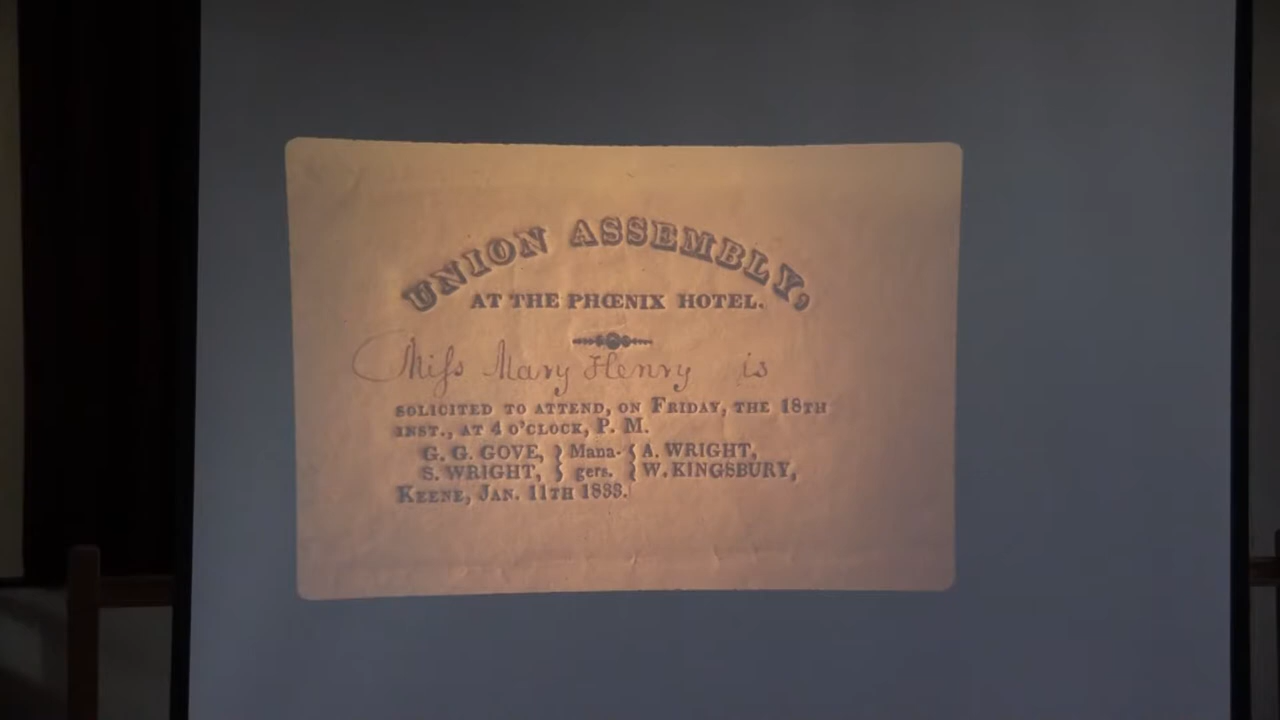 UNION ASSEMBLY,
AT THE PHŒNIX HOTEL.
Miſs Mary Henry is
SOLICITED TO ATTEND, ON FRIDAY, THE 18TH
INST., AT 4 O'CLOCK, P. M.
G. G. GOVE, } Mana- { A. WRIGHT,
S. WRIGHT, } gers. { W. KINGSBURY,
KEENE, JAN. 11TH 1833.